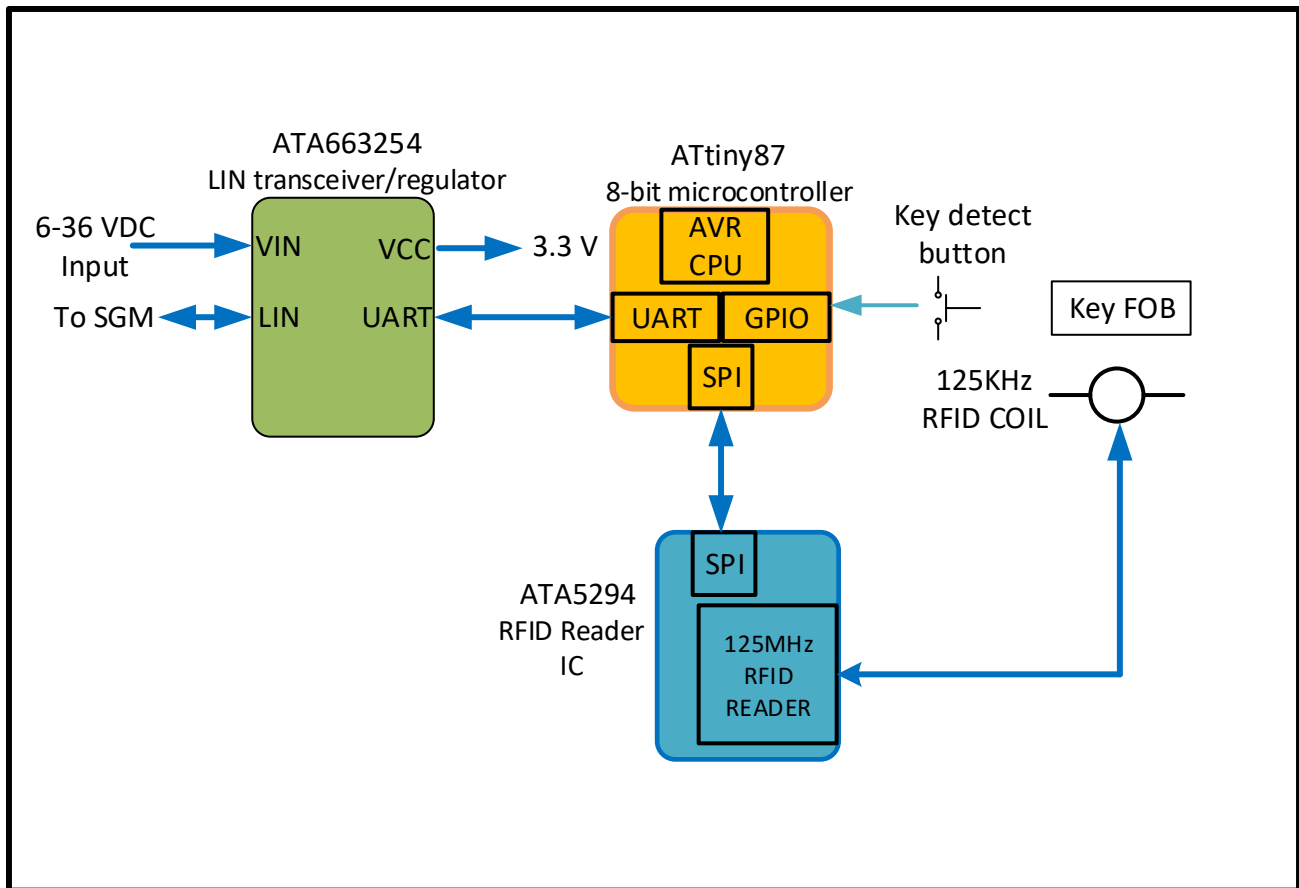 ATA663254
LIN transceiver/regulator
6-36 VDC
Input
VIN
VCC
3.3 V
To SGM
LIN
UART
ATtiny87
8-bit microcontroller
AVR
CPU
UART
GPIO
SPI
Key detect
button
Key FOB
125KHz
RFID COIL
ATA5294
RFID Reader
IC
SPI
125MHz
RFID
READER